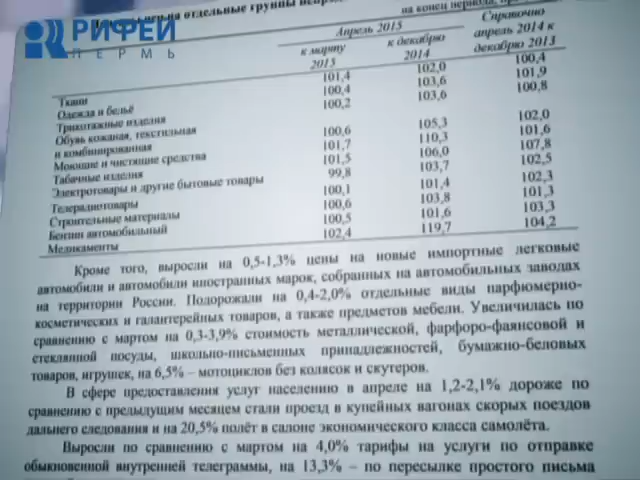 РИФЕЙ
ПЕРМЬ
отдельные группы
на конец периода,
Апрель 2015
Справочно
апрель 2014 к
декабрю 2013
к марту
2015
к декабрю
2014
Ткани 101,4 102,0 100,4
Одежда и бельё 100,4 103,6 101,9
Трикотажные изделия 100,2 103,6 100,8
Обувь кожаная, текстильная
и комбинированная 100,6 105,3 102,0
Моющие и чистящие средства 101,7 110,3 101,6
Табачные изделия 101,5 106,0 107,8
Электротовары и другие бытовые товары 99,8 103,7 102,5
Телерадиотовары 100,1 101,4 102,3
Строительные материалы 100,6 103,8 101,3
Бензин автомобильный 100,5 101,6 103,3
Медикаменты 102,4 119,7 104,2
Кроме того, выросли на 0,5-1,3% цены на новые импортные легковые
автомобили и автомобили иностранных марок, собранных на автомобильных заводах
на территории России. Подорожали на 0,4-2,0% отдельные виды парфюмерно-
косметических и галантерейных товаров, а также предметов мебели. Увеличилась по
сравнению с мартом на 0,3-3,9% стоимость металлической, фарфоро-фаянсовой и
стеклянной посуды, школьно-письменных принадлежностей, бумажно-беловых
товаров, игрушек, на 6,5% – мотоциклов без колясок и скутеров.
В сфере предоставления услуг населению в апреле на 1,2-2,1% дороже по
сравнению с предыдущим месяцем стали проезд в купейных вагонах скорых поездов
дальнего следования и на 20,5% полёт в салоне экономического класса самолёта.
Выросли по сравнению с мартом на 4,0% тарифы на услуги по отправке
обыкновенной внутренней телеграммы, на 13,3% – по пересылке простого письма